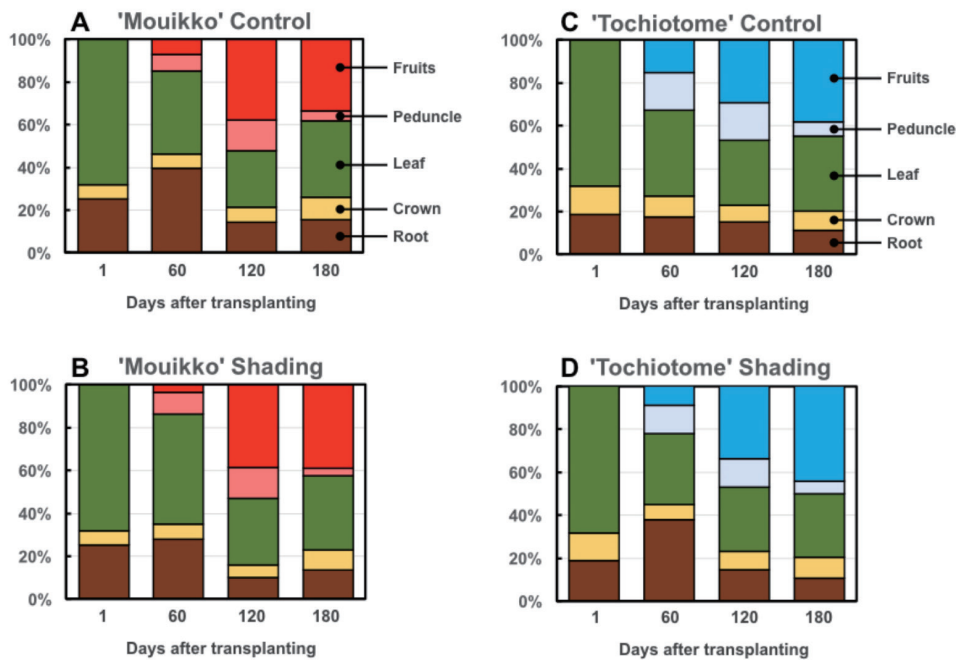 A 'Mouikko' Control
100%
80%
60%
40%
20%
0%
Fruits
Peduncle
Leaf
Crown
Root
1 60 120 180
Days after transplanting
C 'Tochiotome' Control
100%
80%
60%
40%
20%
0%
Fruits
Peduncle
Leaf
Crown
Root
1 60 120 180
Days after transplanting
B 'Mouikko' Shading
100%
80%
60%
40%
20%
0%
1 60 120 180
Days after transplanting
D 'Tochiotome' Shading
100%
80%
60%
40%
20%
0%
1 60 120 180
Days after transplanting